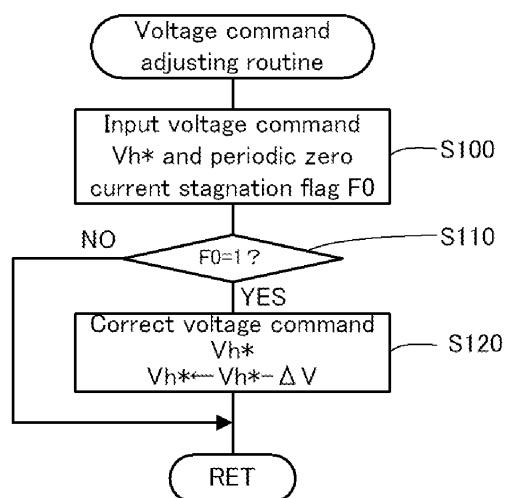 Voltage command
adjusting routine
Input voltage command
Vh* and periodic zero
current stagnation flag F0
S100
NO
F0=1?
S110
YES
Correct voltage command
Vh*
Vh*←Vh*-ΔV
S120
RET